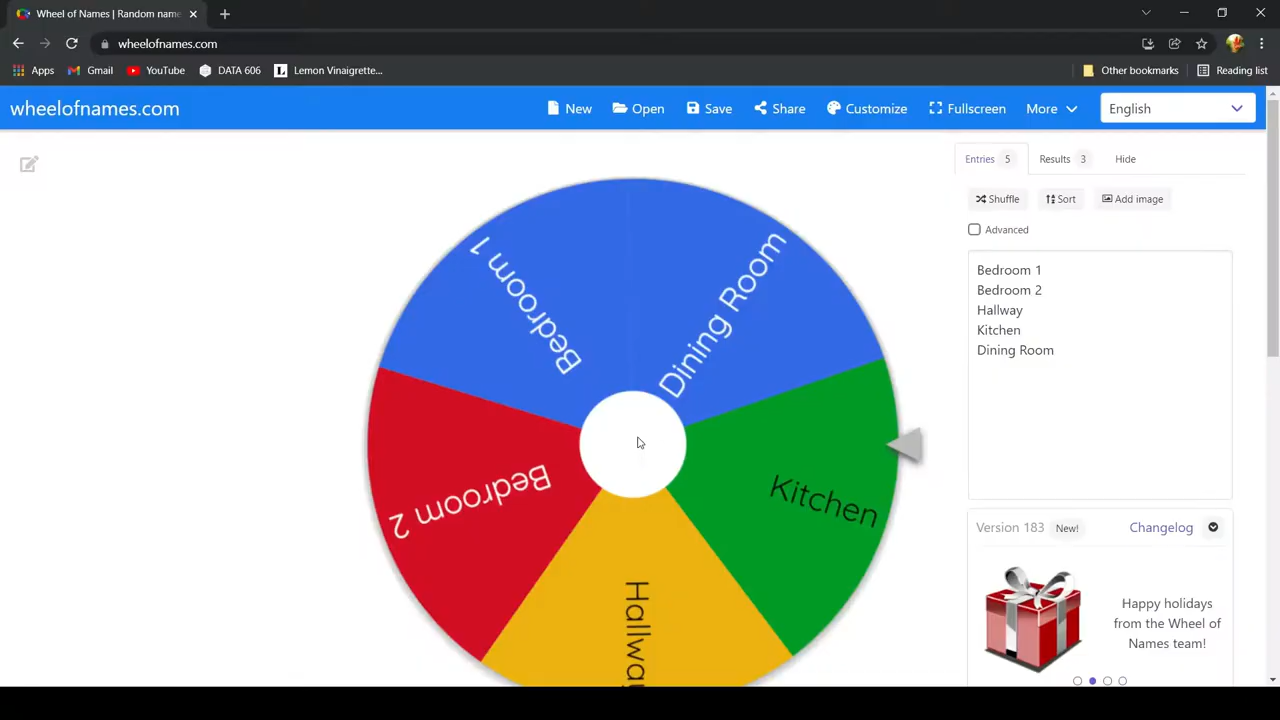 Wheel of Names | Random name
wheelofnames.com
Apps
Gmail
YouTube
DATA 606
Lemon Vinaigrette...
Other bookmarks
Reading list
wheelofnames.com
New
Open
Save
Share
Customize
Fullscreen
More
English
Entries 5
Results 3
Hide
Shuffle
Sort
Add image
Advanced
Bedroom 1
Bedroom 2
Hallway
Kitchen
Dining Room
Bedroom 1
Dining Room
Kitchen
Bedroom 2
Hallway
Version 183 New!
Changelog
Happy holidays
from the Wheel of
Names team!